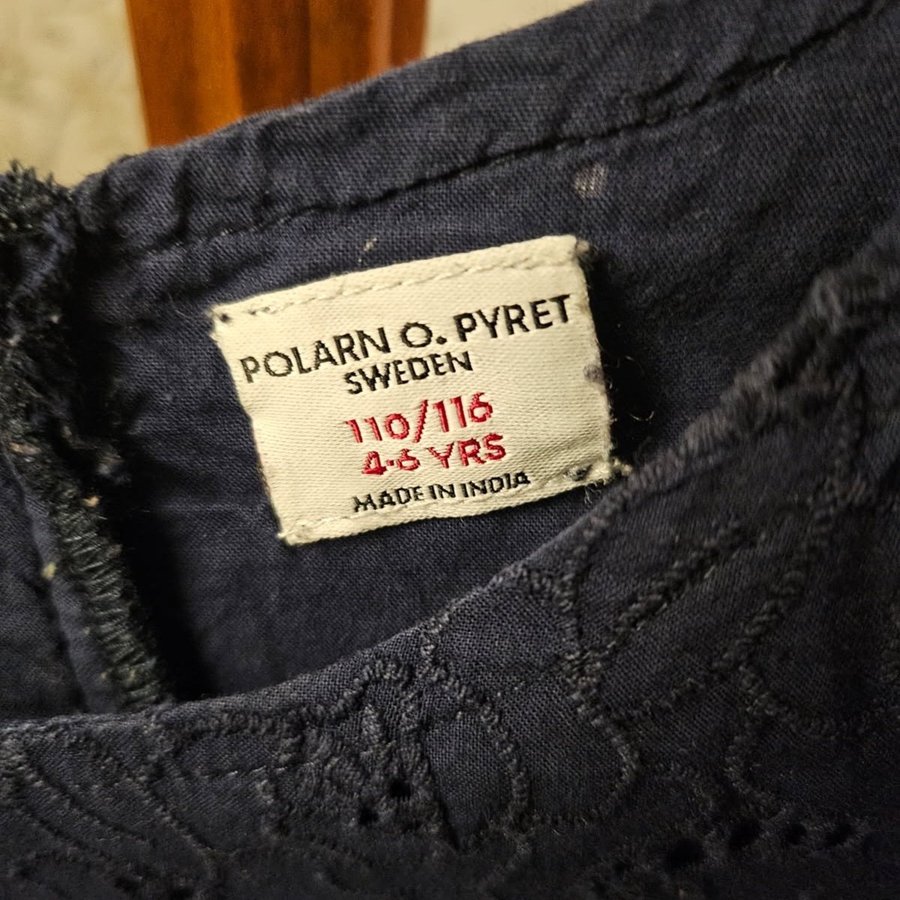 POLARN O. PYRET
SWEDEN
110/116
4-6 YRS
MADE IN INDIA